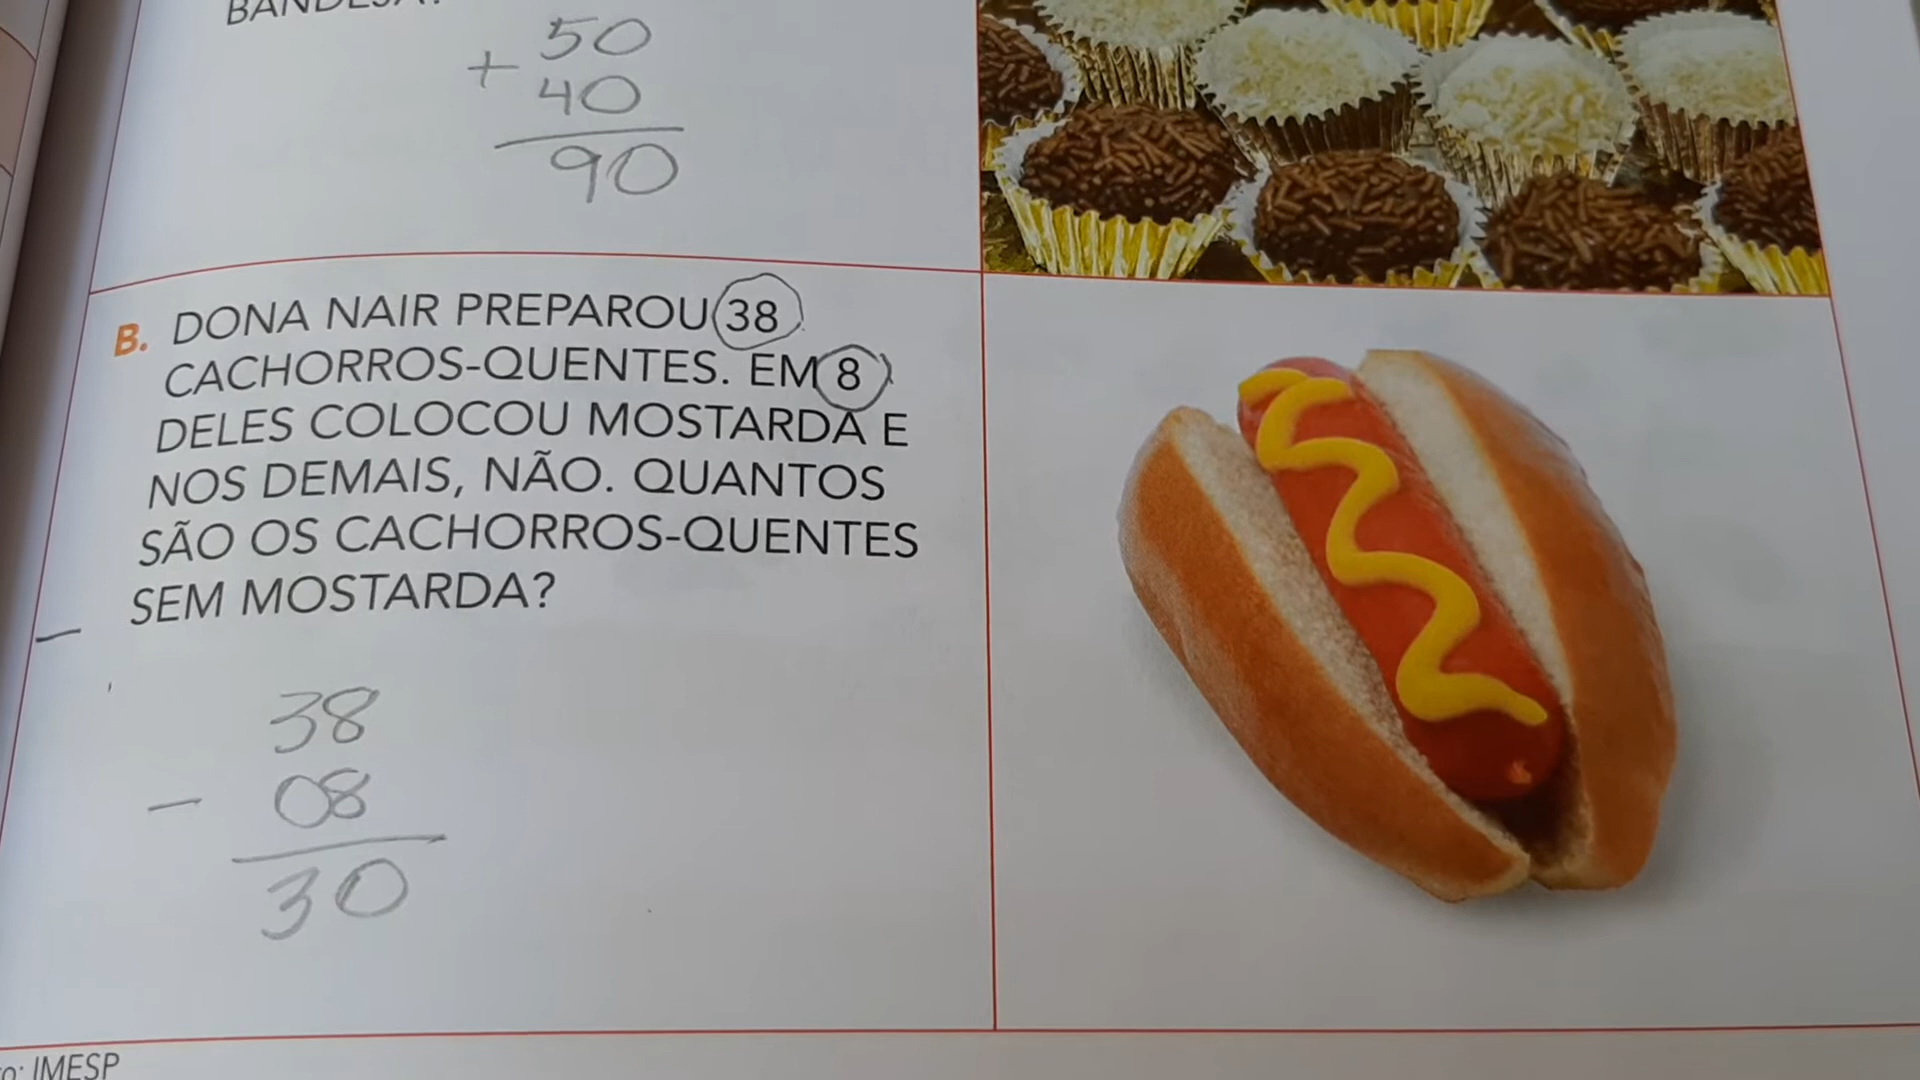 BANDEJA?
+ 50
40
90
B. DONA NAIR PREPAROU 38
CACHORROS-QUENTES. EM 8
DELES COLOCOU MOSTARDA E
NOS DEMAIS, NÃO. QUANTOS
SÃO OS CACHORROS-QUENTES
SEM MOSTARDA?
38
- 08
30
IMESP